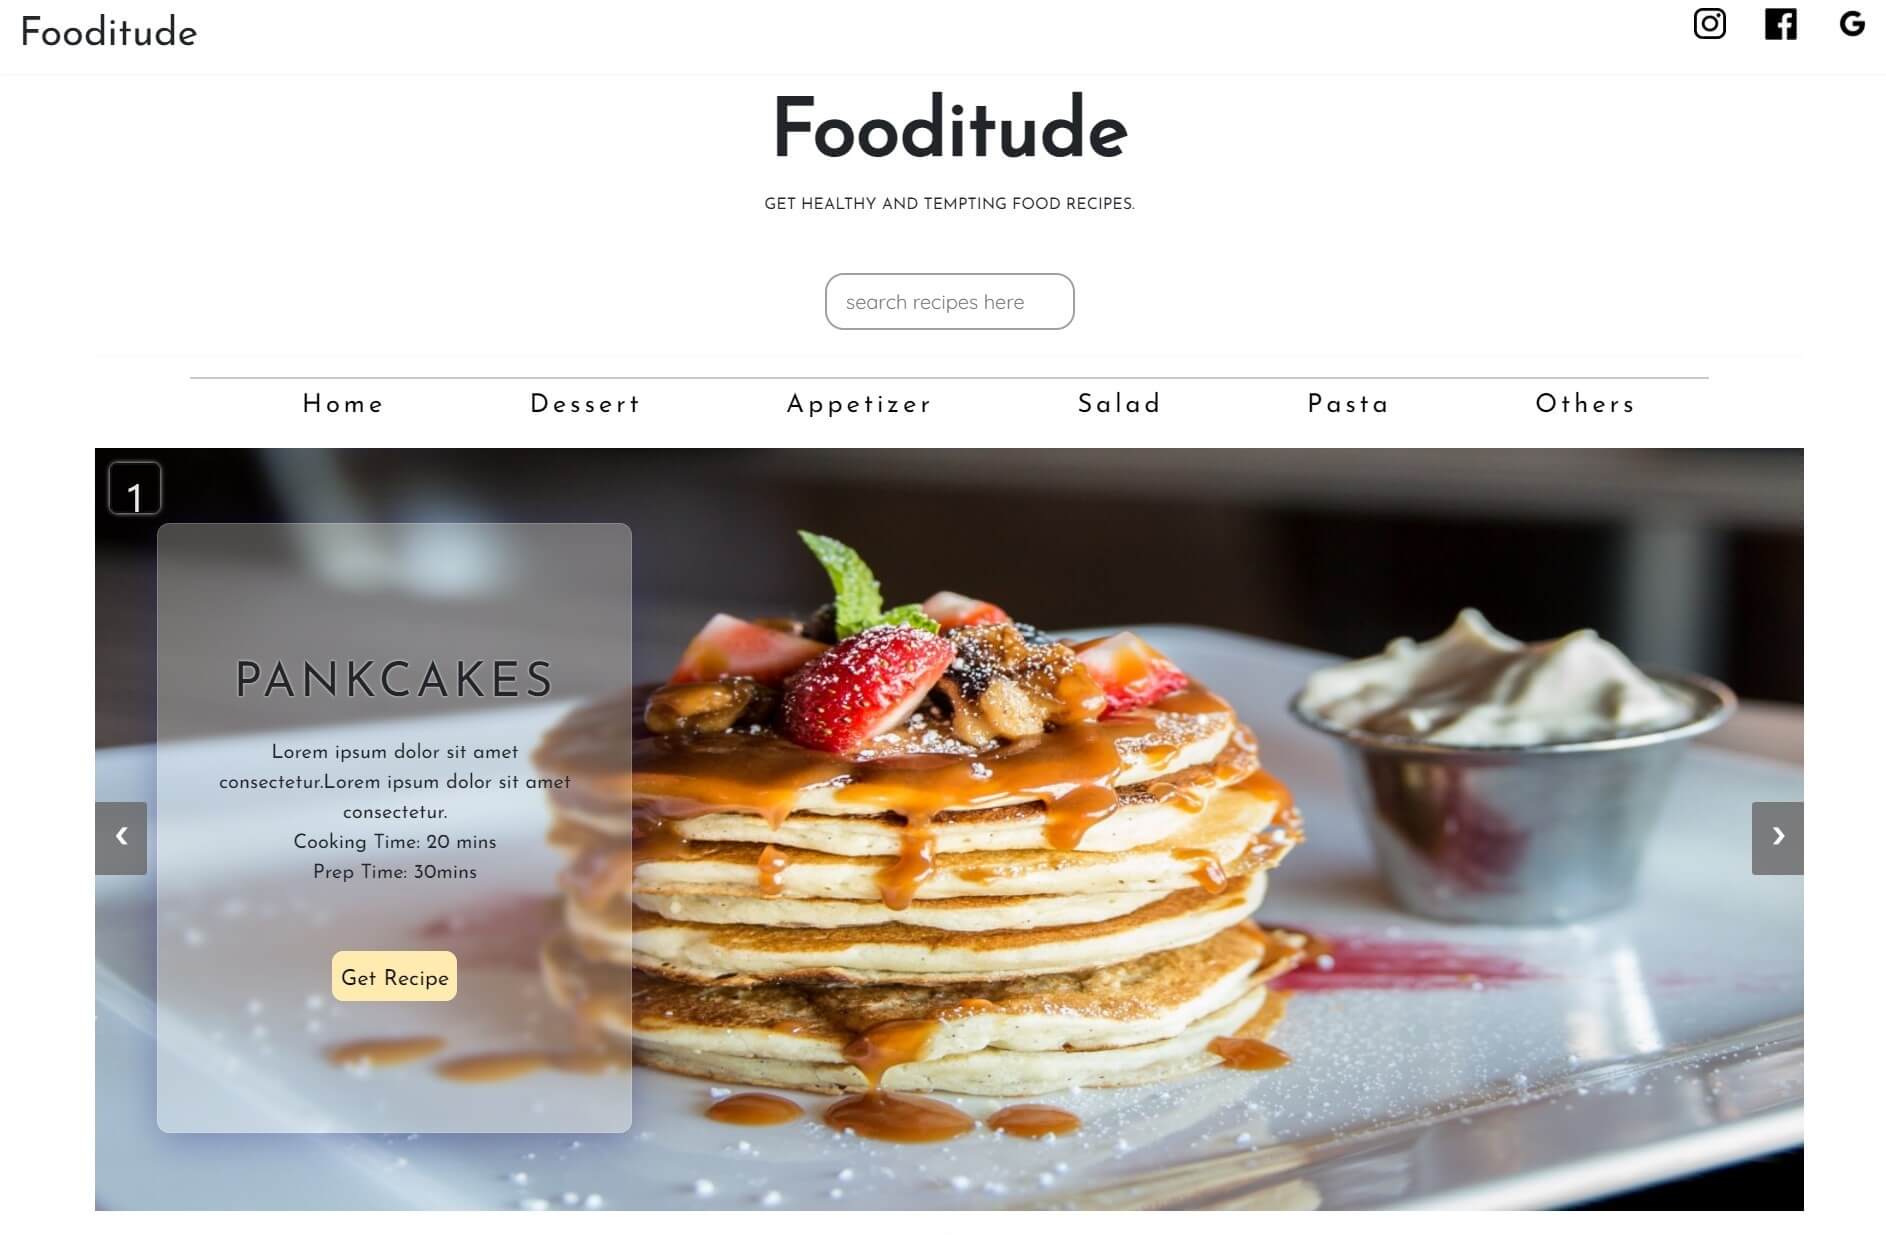 Fooditude
Fooditude
GET HEALTHY AND TEMPTING FOOD RECIPES.
search recipes here
Home Dessert Appetizer Salad Pasta Others
1
PANKCAKES
Lorem ipsum dolor sit amet
consectetur.Lorem ipsum dolor sit amet
consectetur.
Cooking Time: 20 mins
Prep Time: 30mins
Get Recipe